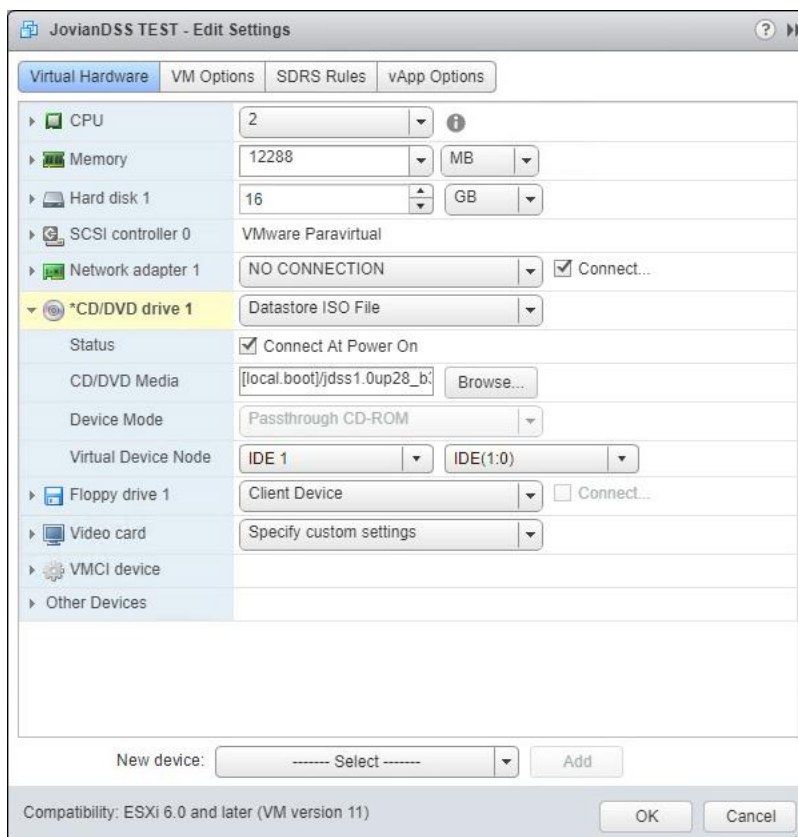 JovianDSS TEST - Edit Settings
?
Virtual Hardware VM Options SDRS Rules vApp Options
CPU 2
Memory 12288 MB
Hard disk 1 16 GB
SCSI controller 0 VMware Paravirtual
Network adapter 1 NO CONNECTION Connect...
*CD/DVD drive 1 Datastore ISO File
Status Connect At Power On
CD/DVD Media [local.boot]/jdss1.0up28_b Browse...
Device Mode Passthrough CD-ROM
Virtual Device Node IDE 1 IDE(1:0)
Floppy drive 1 Client Device Connect...
Video card Specify custom settings
VMCI device
Other Devices
New device: ------- Select ------- Add
Compatibility: ESXi 6.0 and later (VM version 11) OK Cancel